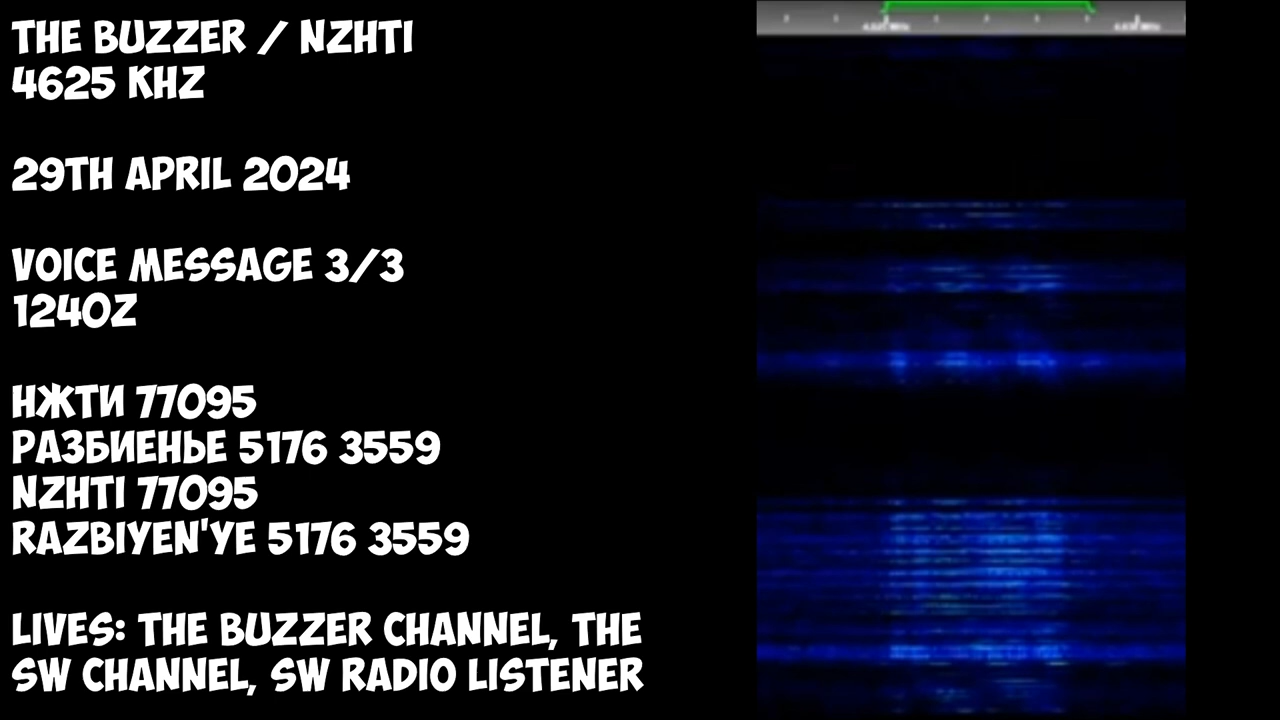 THE BUZZER / NZHTI
4625 KHZ
29TH APRIL 2024
VOICE MESSAGE 3/3
1240Z
НЖТИ 77095
РАЗБИЕНЬЕ 5176 3559
NZHTI 77095
RAZBIYEN'YE 5176 3559
LIVES: THE BUZZER CHANNEL, THE
SW CHANNEL, SW RADIO LISTENER